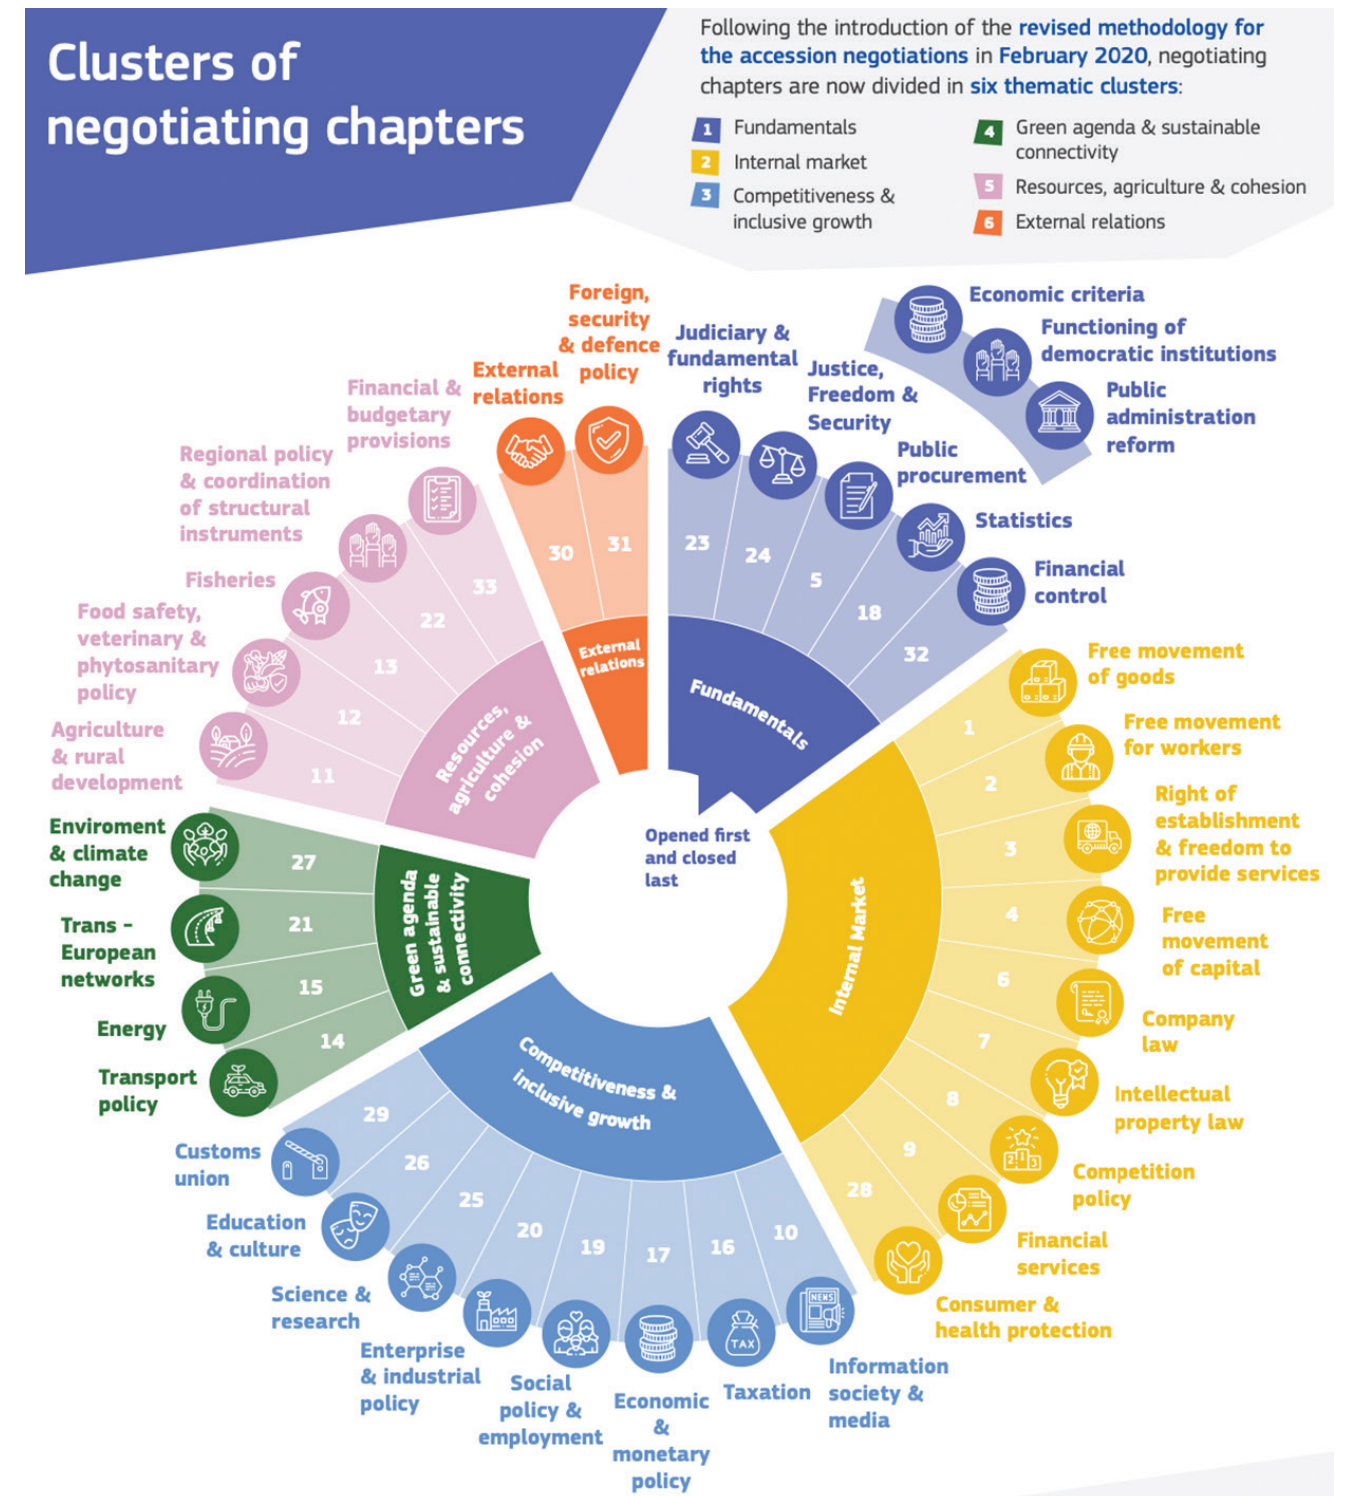 Clusters of
negotiating chapters
Following the introduction of the revised methodology for
the accession negotiations in February 2020, negotiating
chapters are now divided in six thematic clusters:
1 Fundamentals
2 Internal market
3 Competitiveness &
inclusive growth
4 Green agenda & sustainable
connectivity
5 Resources, agriculture & cohesion
6 External relations
Economic criteria
Functioning of
democratic institutions
Public
administration
reform
Judiciary &
fundamental
rights
Justice,
Freedom &
Security
Public
procurement
Statistics
Financial
control
23
24
5
18
32
Fundamentals
Opened first
and closed
last
Free movement
of goods
Free movement
for workers
Right of
establishment
& freedom to
provide services
Free
movement
of capital
Company
law
Intellectual
property law
Competition
policy
Financial
services
Consumer &
health protection
1
2
3
4
6
7
8
9
28
Internal Market
2 1 3
NEWS
TAX
Information
society &
media
Taxation
Economic
&
monetary
policy
Social
policy &
employment
Enterprise
& industrial
policy
Science &
research
Education
& culture
Customs
union
10
16
17
19
20
25
26
29
Competitiveness &
inclusive growth
Transport
policy
Energy
Trans -
European
networks
Enviroment
& climate
change
14
15
21
27
Green agenda
& sustainable
connectivity
Agriculture
& rural
development
Food safety,
veterinary &
phytosanitary
policy
Fisheries
Regional policy
& coordination
of structural
instruments
Financial &
budgetary
provisions
11
12
13
22
33
Resources,
agriculture &
cohesion
External
relations
Foreign,
security
& defence
policy
30
31
External
relations